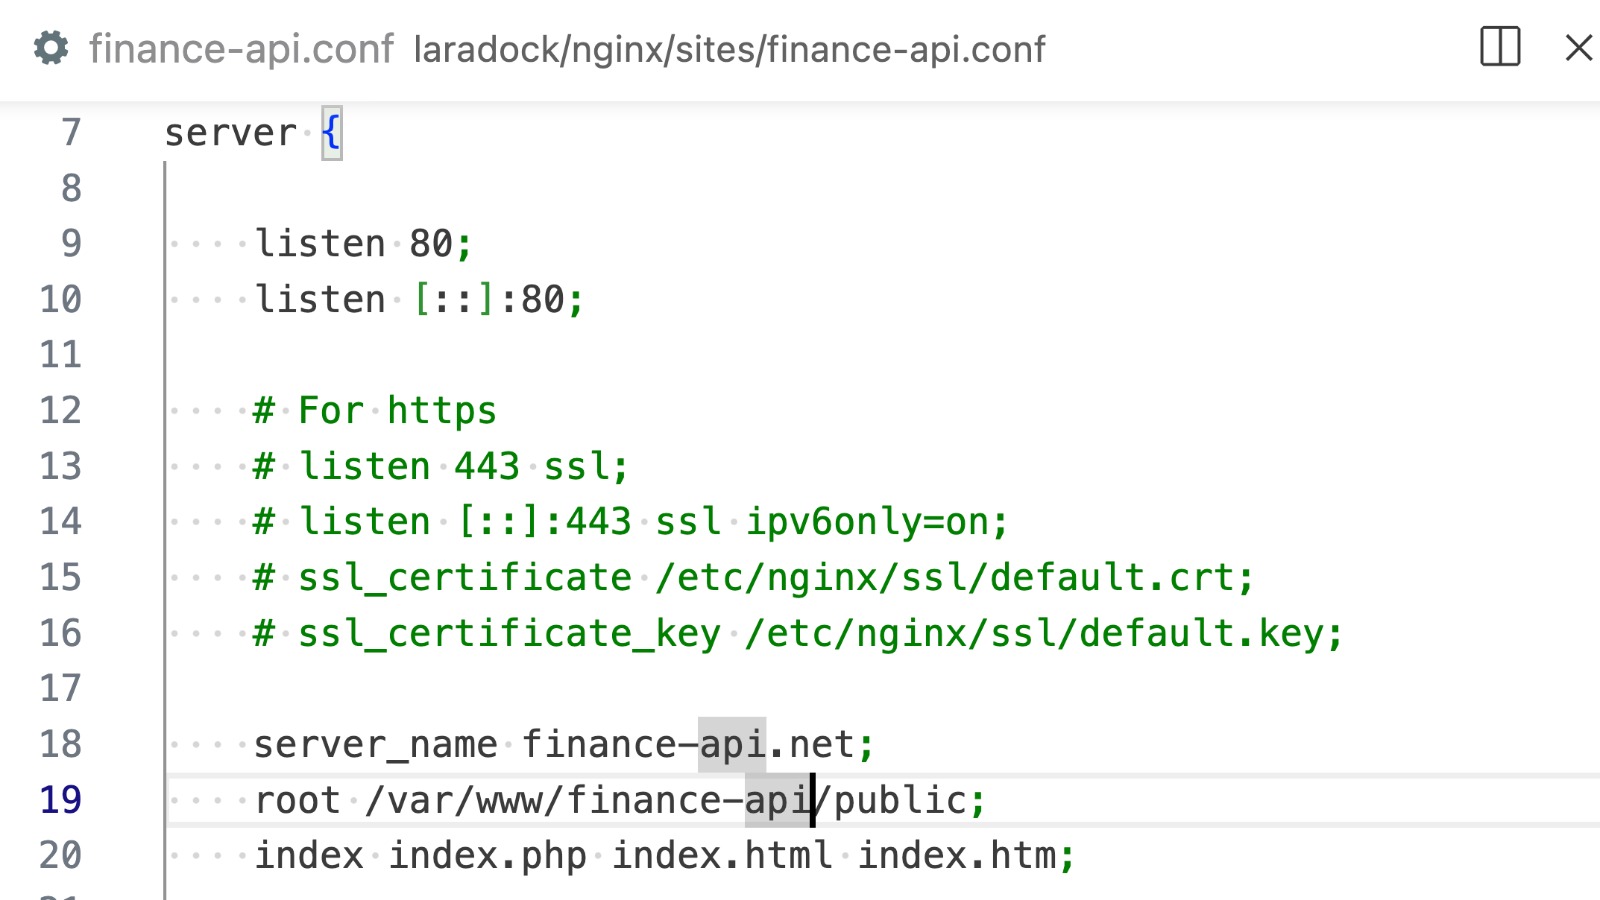 finance-api.conf laradock/nginx/sites/finance-api.conf
7 server {
8
9 listen 80;
10 listen [::]:80;
11
12 # For https
13 # listen 443 ssl;
14 # listen [::]:443 ssl ipv6only=on;
15 # ssl_certificate /etc/nginx/ssl/default.crt;
16 # ssl_certificate_key /etc/nginx/ssl/default.key;
17
18 server_name finance-api.net;
19 root /var/www/finance-api/public;
20 index index.php index.html index.htm;